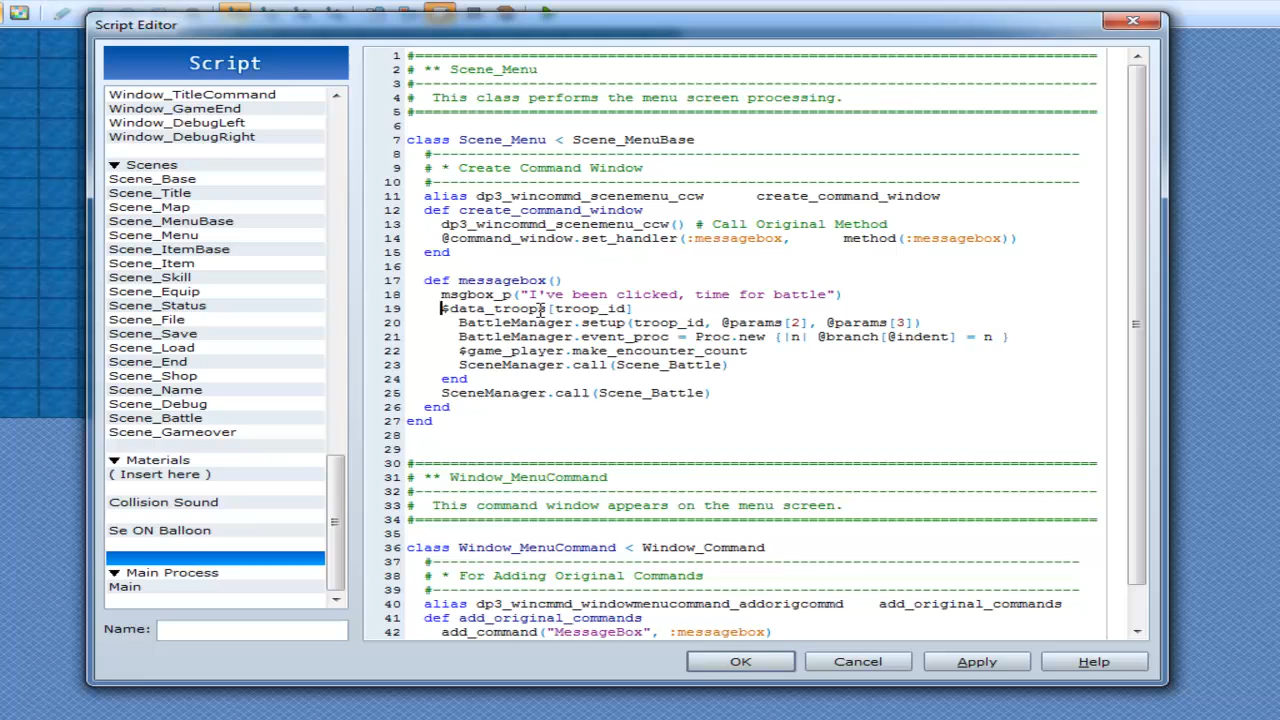 Script Editor
Script
Window_TitleCommand
Window_GameEnd
Window_DebugLeft
Window_DebugRight
▼ Scenes
Scene_Base
Scene_Title
Scene_Map
Scene_MenuBase
Scene_Menu
Scene_ItemBase
Scene_Item
Scene_Skill
Scene_Equip
Scene_Status
Scene_File
Scene_Save
Scene_Load
Scene_End
Scene_Shop
Scene_Name
Scene_Debug
Scene_Battle
Scene_Gameover
▼ Materials
( Insert here )
Collision Sound
Se ON Balloon
▼ Main Process
Main
Name:
1 #==============================================================================
2 # ** Scene_Menu
3 #------------------------------------------------------------------------------
4 #  This class performs the menu screen processing.
5 #==============================================================================
6
7 class Scene_Menu < Scene_MenuBase
8   #--------------------------------------------------------------------------
9   # * Create Command Window
10   #--------------------------------------------------------------------------
11   alias dp3_wincommd_scenemenu_ccw      create_command_window
12   def create_command_window
13     dp3_wincommd_scenemenu_ccw() # Call Original Method
14     @command_window.set_handler(:messagebox,      method(:messagebox))
15   end
16
17   def messagebox()
18     msgbox_p("I've been clicked, time for battle")
19     $data_troops[troop_id]
20       BattleManager.setup(troop_id, @params[2], @params[3])
21       BattleManager.event_proc = Proc.new {|n| @branch[@indent] = n }
22       $game_player.make_encounter_count
23       SceneManager.call(Scene_Battle)
24     end
25     SceneManager.call(Scene_Battle)
26   end
27 end
28
29
30 #==============================================================================
31 # ** Window_MenuCommand
32 #------------------------------------------------------------------------------
33 #  This command window appears on the menu screen.
34 #==============================================================================
35
36 class Window_MenuCommand < Window_Command
37   #--------------------------------------------------------------------------
38   # * For Adding Original Commands
39   #--------------------------------------------------------------------------
40   alias dp3_wincmmd_windowmenucommand_addorigcommd    add_original_commands
41   def add_original_commands
42     add_command("MessageBox", :messagebox)
OK
Cancel
Apply
Help